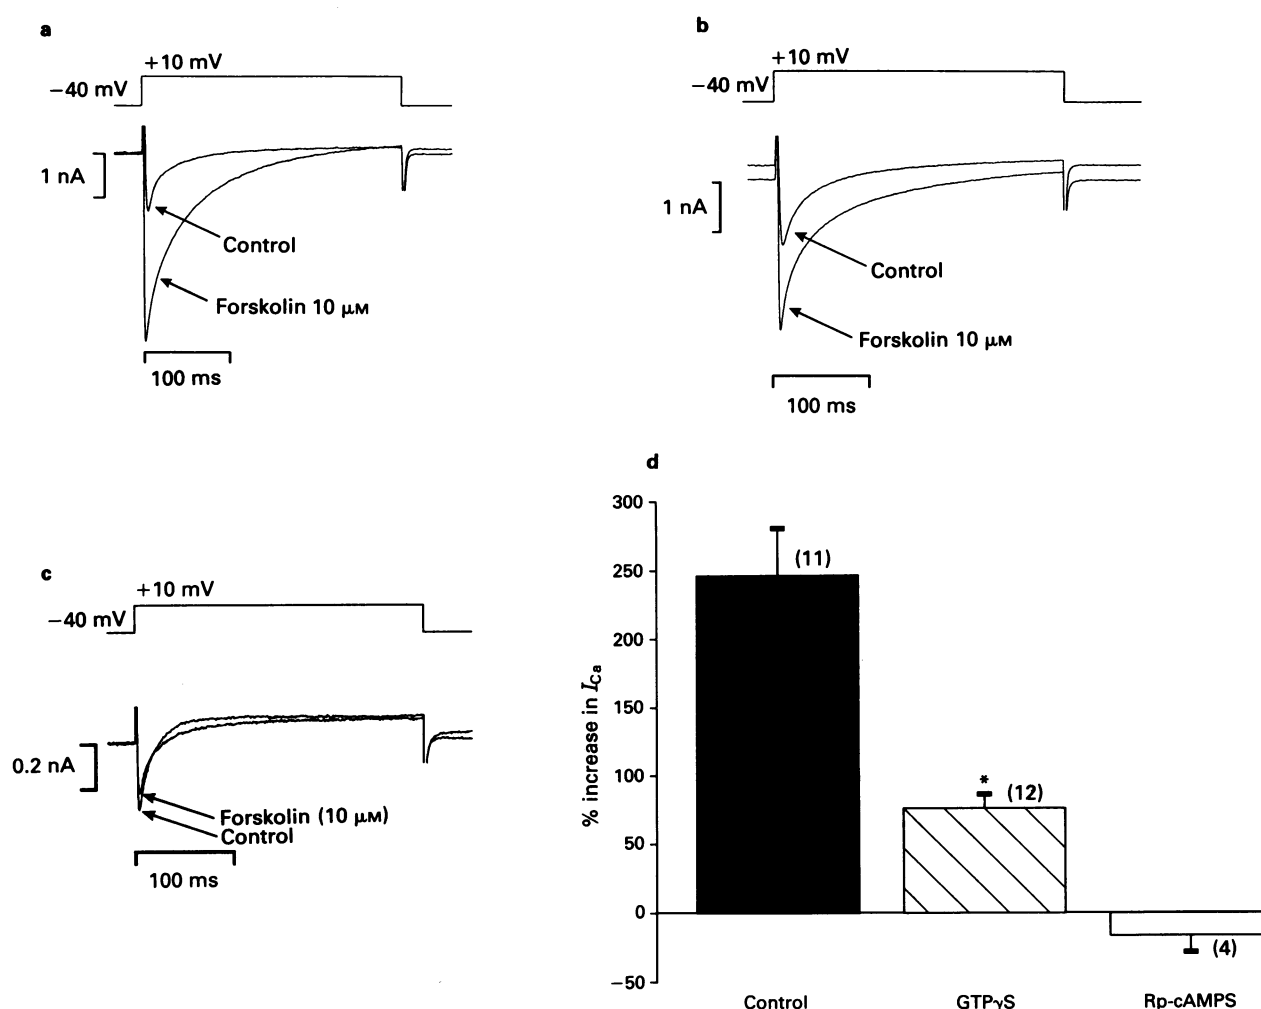 a
+10 mV
−40 mV
1 nA
Control
Forskolin 10 μM
100 ms
b
+10 mV
−40 mV
1 nA
Control
Forskolin 10 μM
100 ms
c
+10 mV
−40 mV
0.2 nA
Forskolin (10 μM)
Control
100 ms
d
% increase in ICa
300
250
200
150
100
50
0
−50
(11)
*
(12)
(4)
Control
GTPγS
Rp-cAMPS